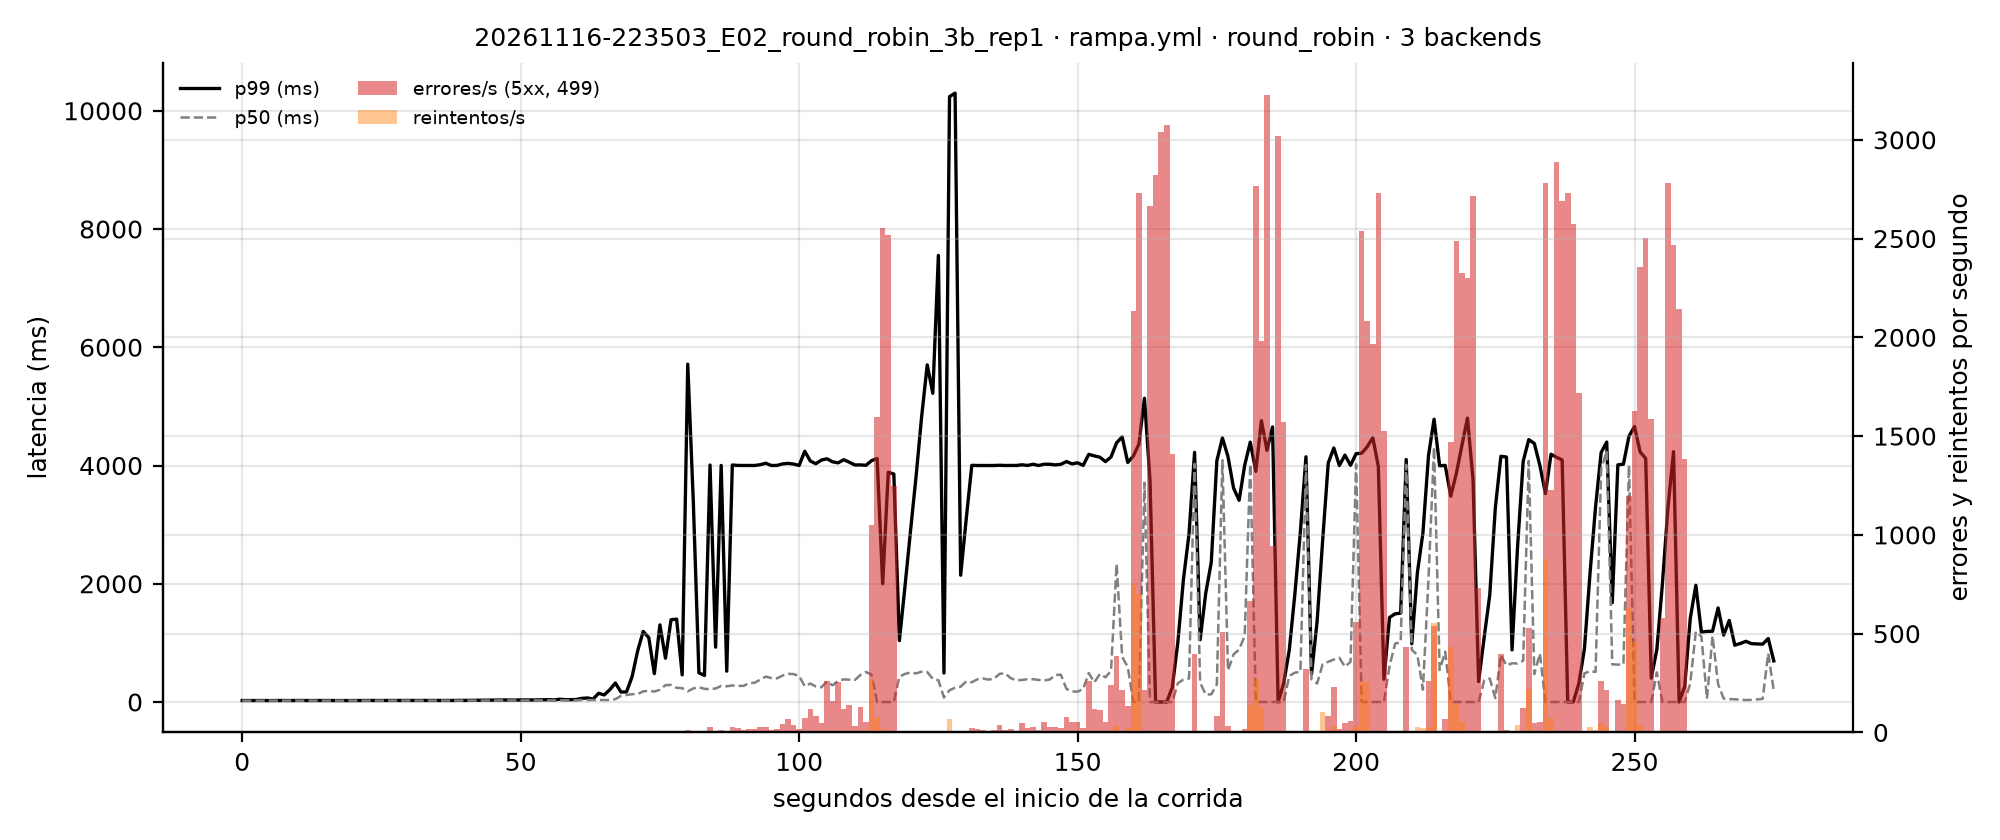 20261116-223503_E02_round_robin_3b_rep1 · rampa.yml · round_robin · 3 backends
p99 (ms)
p50 (ms)
errores/s (5xx, 499)
reintentos/s
latencia (ms)
10000
8000
6000
4000
2000
0
3000
2500
2000
1500
1000
500
0
errores y reintentos por segundo
0 50 100 150 200 250
segundos desde el inicio de la corrida